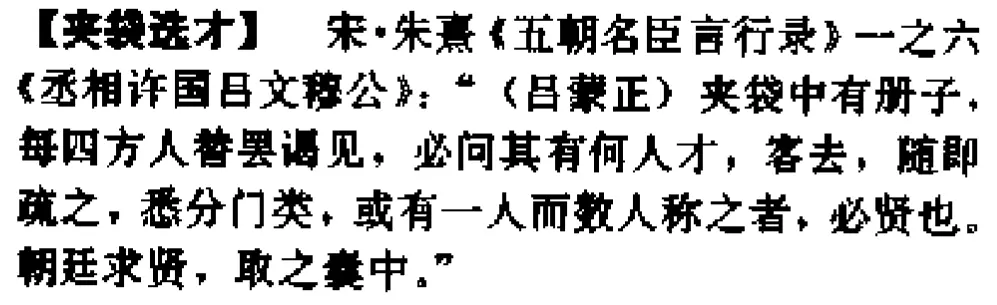 【夹袋选才】 宋·朱熹《五朝名臣言行录》一之六
《丞相许国吕文穆公》：“（吕蒙正）夹袋中有册子，
每四方人替罢谒见，必问其有何人才，客去，随即
疏之，悉分门类，或有一人而数人称之者，必贤也。
朝廷求贤，取之囊中。”